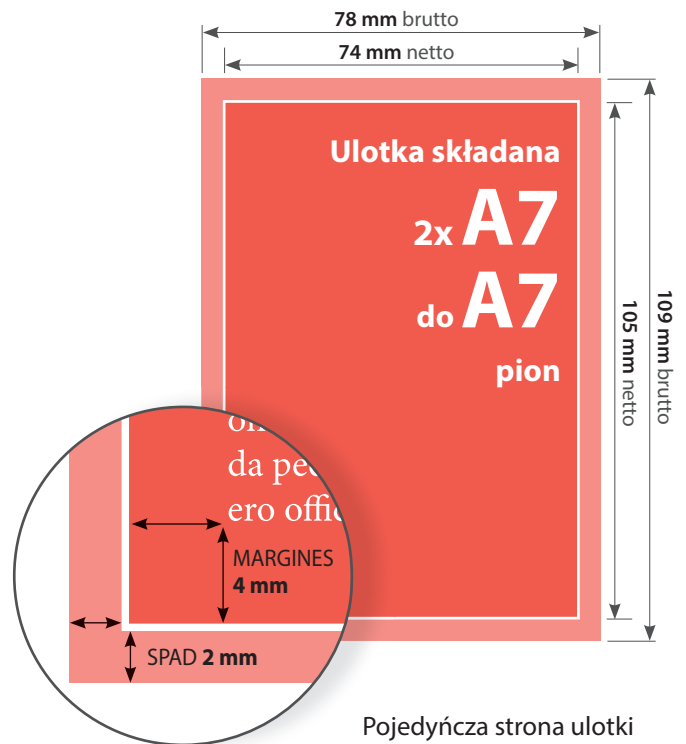 78 mm brutto
74 mm netto
Ulotka składana
2x A7
do A7
pion
109 mm brutto
105 mm netto
da pe
ero offic
MARGINES
4 mm
SPAD 2 mm
Pojedyńcza strona ulotki